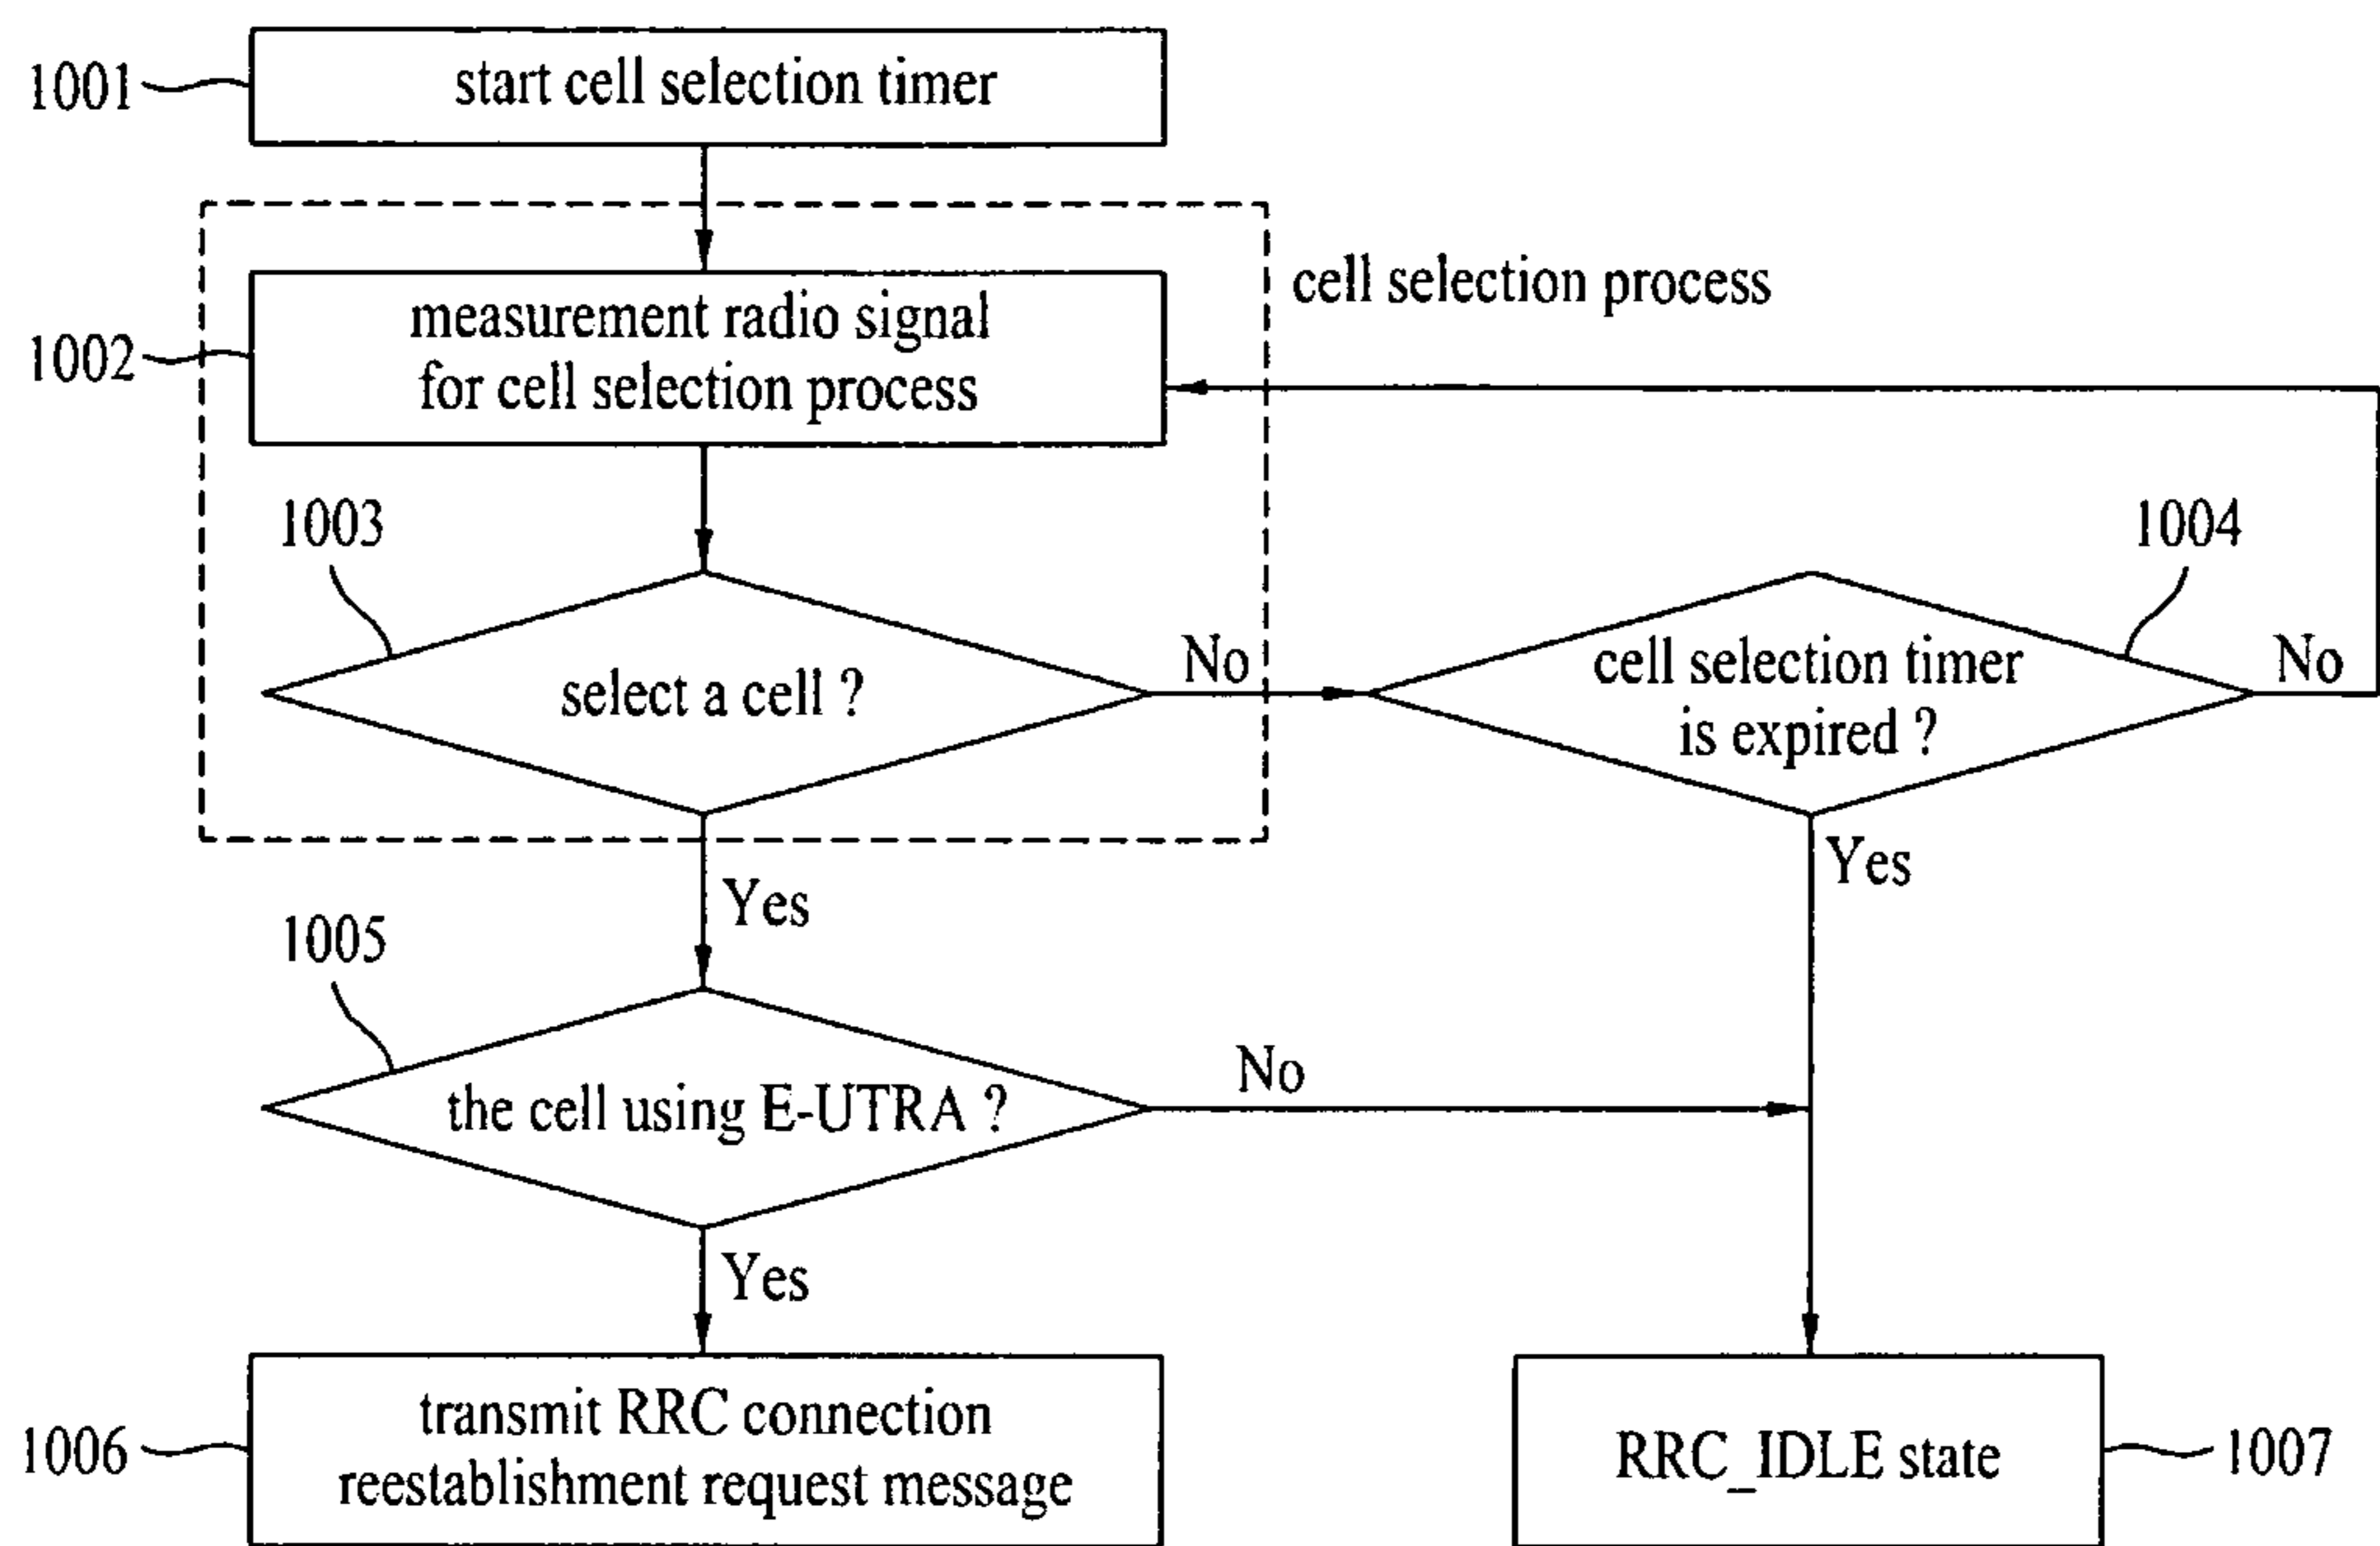 1001
start cell selection timer
cell selection process
1002
measurement radio signal
for cell selection process
1003
select a cell ?
No
1004
cell selection timer
is expired ?
No
Yes
Yes
1005
the cell using E-UTRA ?
No
Yes
1006
transmit RRC connection
reestablishment request message
RRC_IDLE state
1007